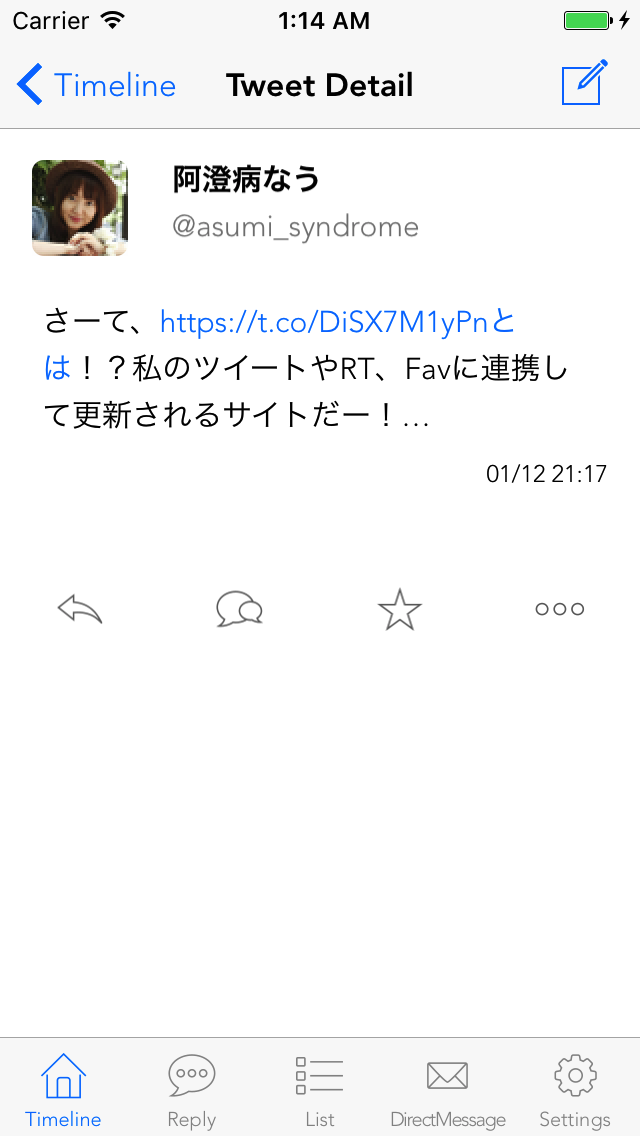 Carrier 1:14 AM
Timeline Tweet Detail
阿澄病なう
@asumi_syndrome
さーて、https://t.co/DiSX7M1yPnと
は！？私のツイートやRT、Favに連携し
て更新されるサイトだー！…
01/12 21:17
Timeline Reply List DirectMessage Settings